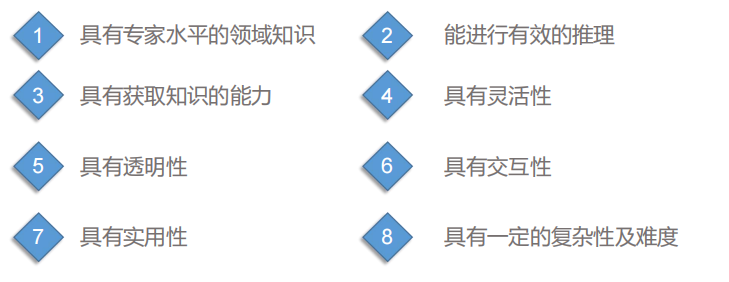 1 具有专家水平的领域知识
2 能进行有效的推理
3 具有获取知识的能力
4 具有灵活性
5 具有透明性
6 具有交互性
7 具有实用性
8 具有一定的复杂性及难度